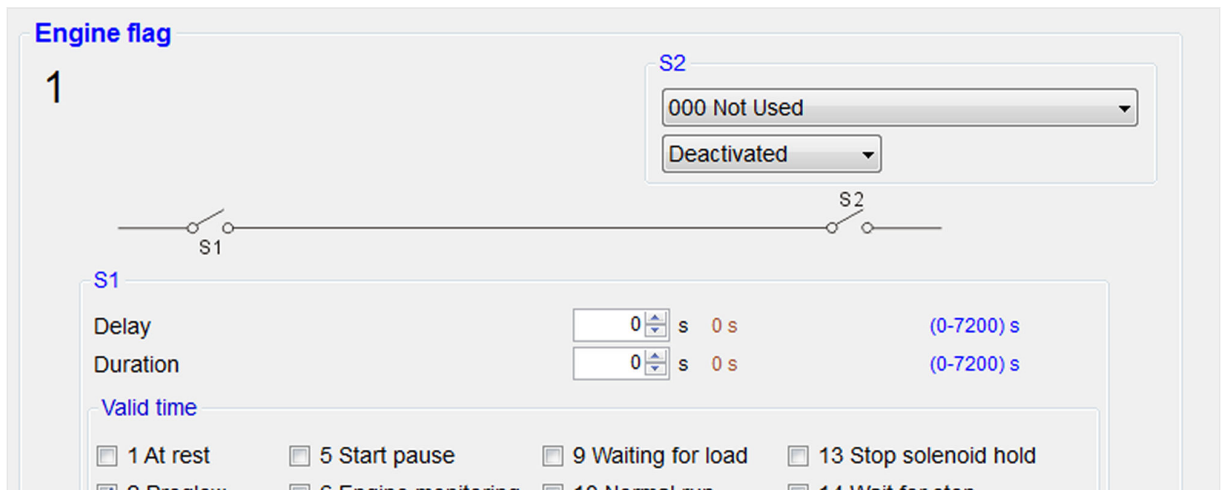 Engine flag
1
S2
000 Not Used
Deactivated
S2
S1
S1
Delay 0 s 0 s (0-7200) s
Duration 0 s 0 s (0-7200) s
Valid time
1 At rest 5 Start pause 9 Waiting for load 13 Stop solenoid hold